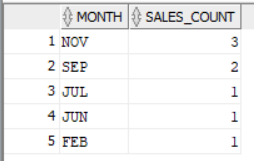 MONTH SALES_COUNT
1 NOV 3
2 SEP 2
3 JUL 1
4 JUN 1
5 FEB 1